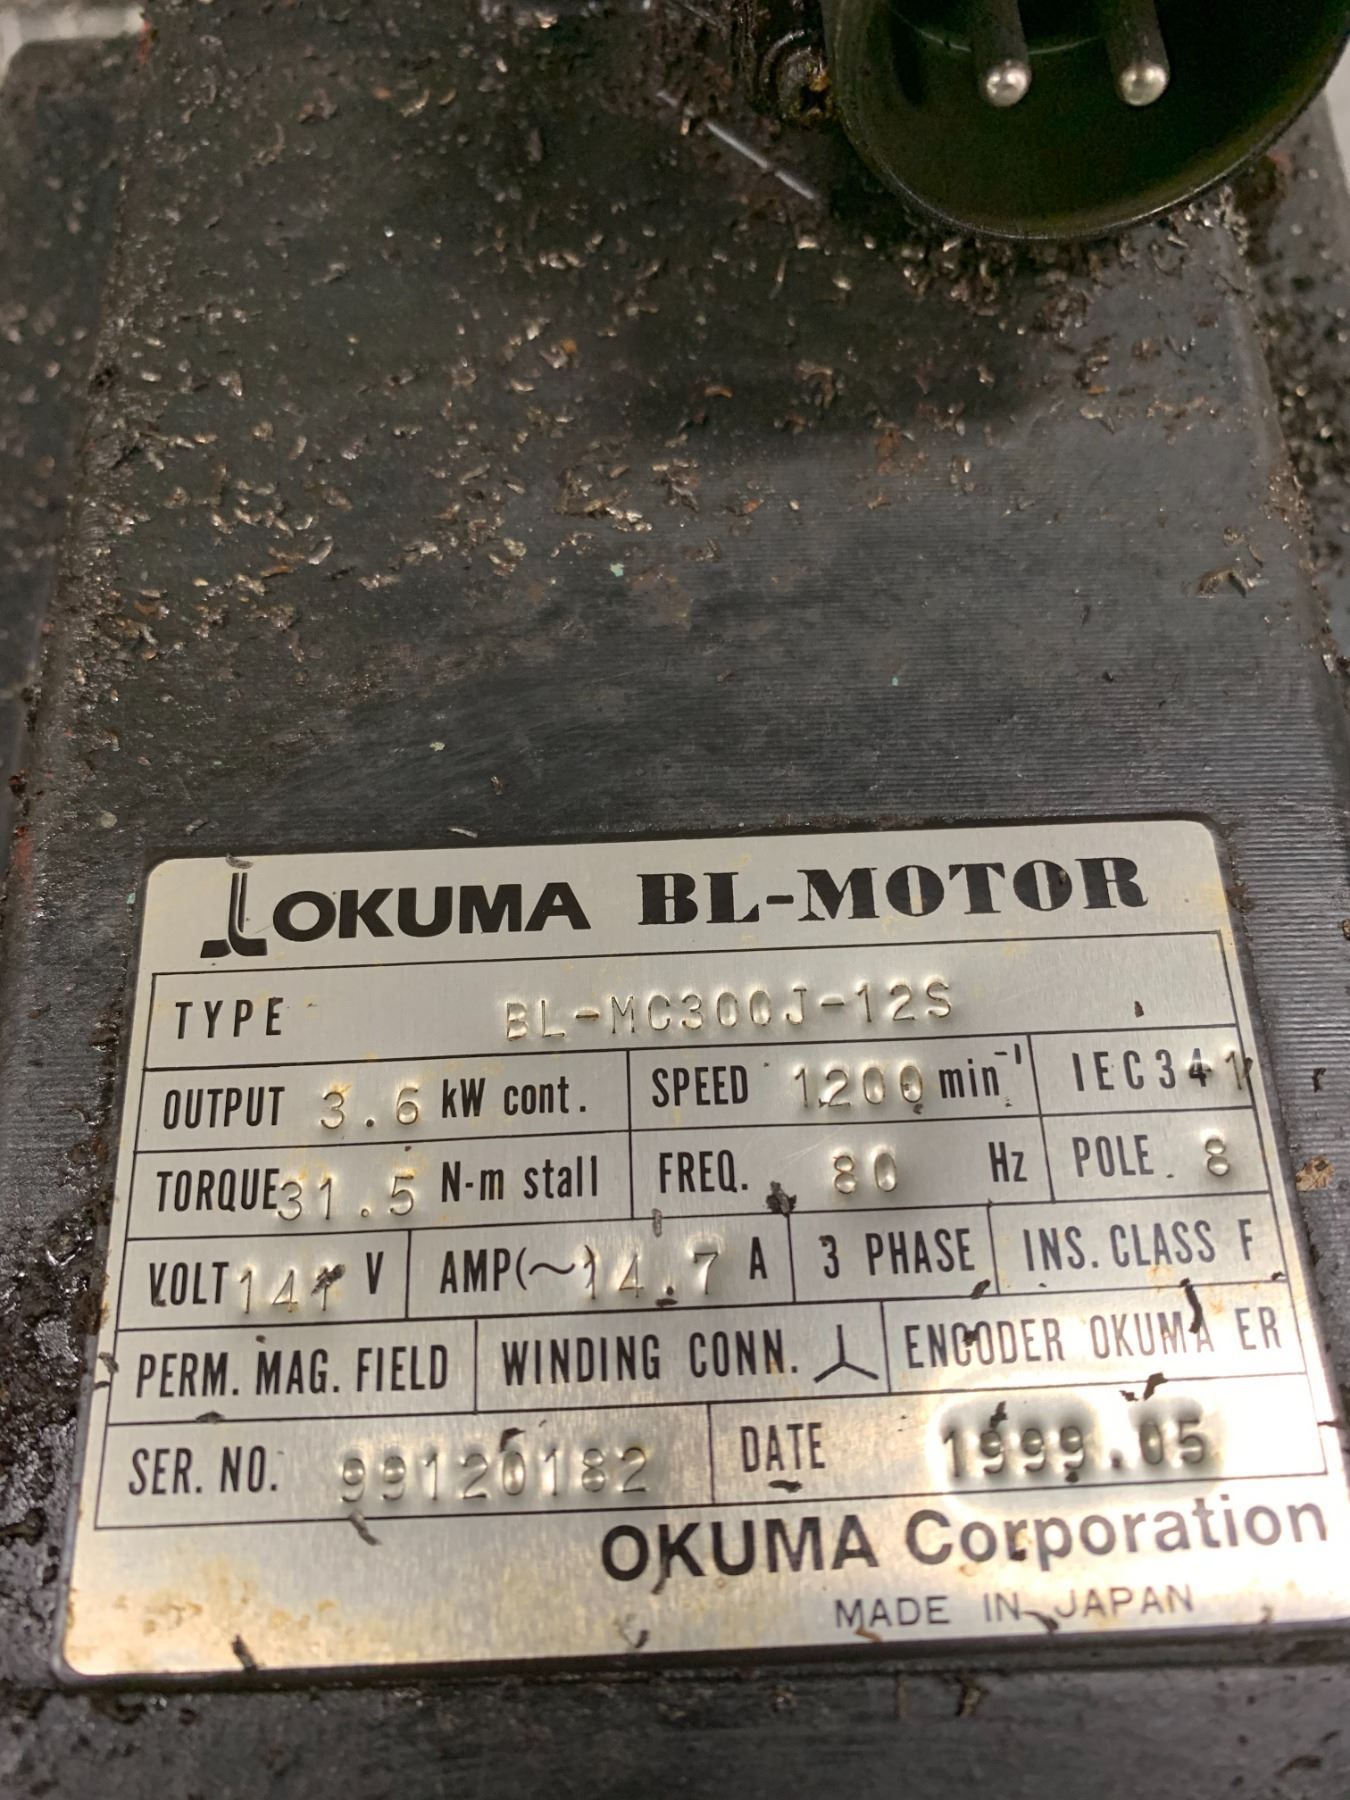 OKUMA BL-MOTOR
TYPE BL-MC300J-12S
OUTPUT 3.6 kW cont. SPEED 1200 min⁻¹ IEC341
TORQUE 31.5 N-m stall FREQ. 80 Hz POLE 8
VOLT V AMP(~) 14.7 A 3 PHASE INS. CLASS F
PERM. MAG. FIELD WINDING CONN. ENCODER OKUMA ER
SER. NO. 99120182 DATE 1999.05
OKUMA Corporation
MADE IN JAPAN